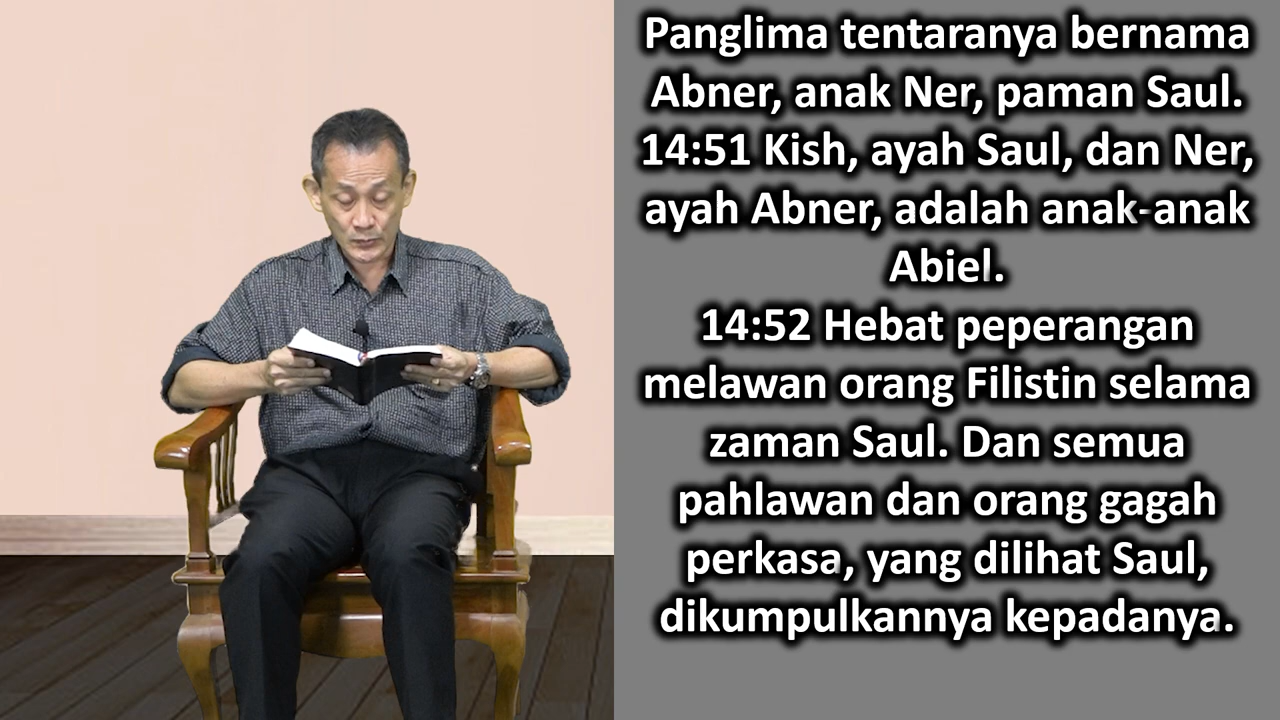 Panglima tentaranya bernama
Abner, anak Ner, paman Saul.
14:51 Kish, ayah Saul, dan Ner,
ayah Abner, adalah anak-anak
Abiel.
14:52 Hebat peperangan
melawan orang Filistin selama
zaman Saul. Dan semua
pahlawan dan orang gagah
perkasa, yang dilihat Saul,
dikumpulkannya kepadanya.